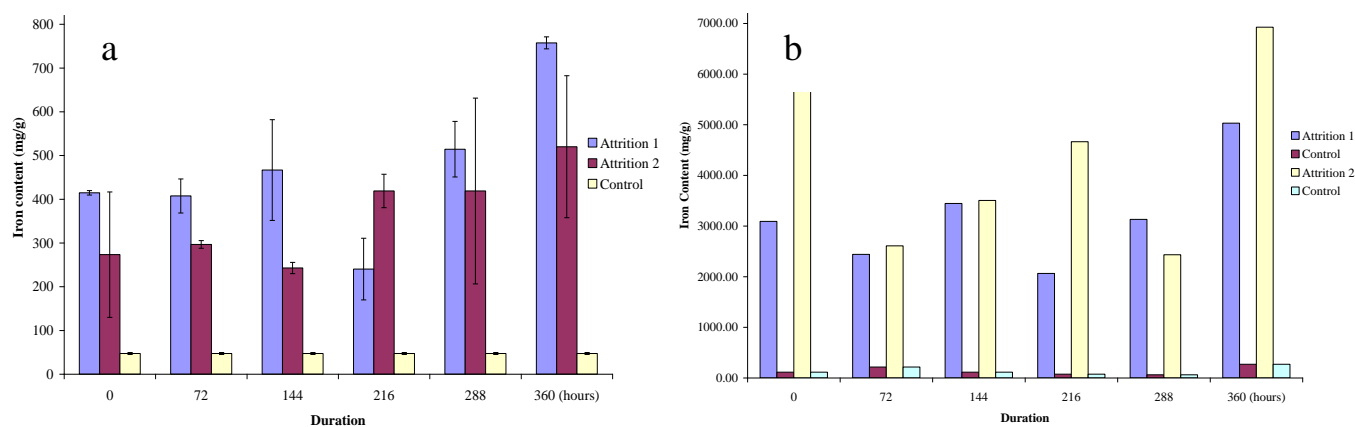 a
800
700
600
500
400
300
200
100
0
Iron content (mg/g)
0 72 144 216 288 360 (hours)
Duration
Attrition 1
Attrition 2
Control
b
7000.00
6000.00
5000.00
4000.00
3000.00
2000.00
1000.00
0.00
Iron Content (mg/g)
0 72 144 216 288 360 (hours)
Duration
Attrition 1
Control
Attrition 2
Control